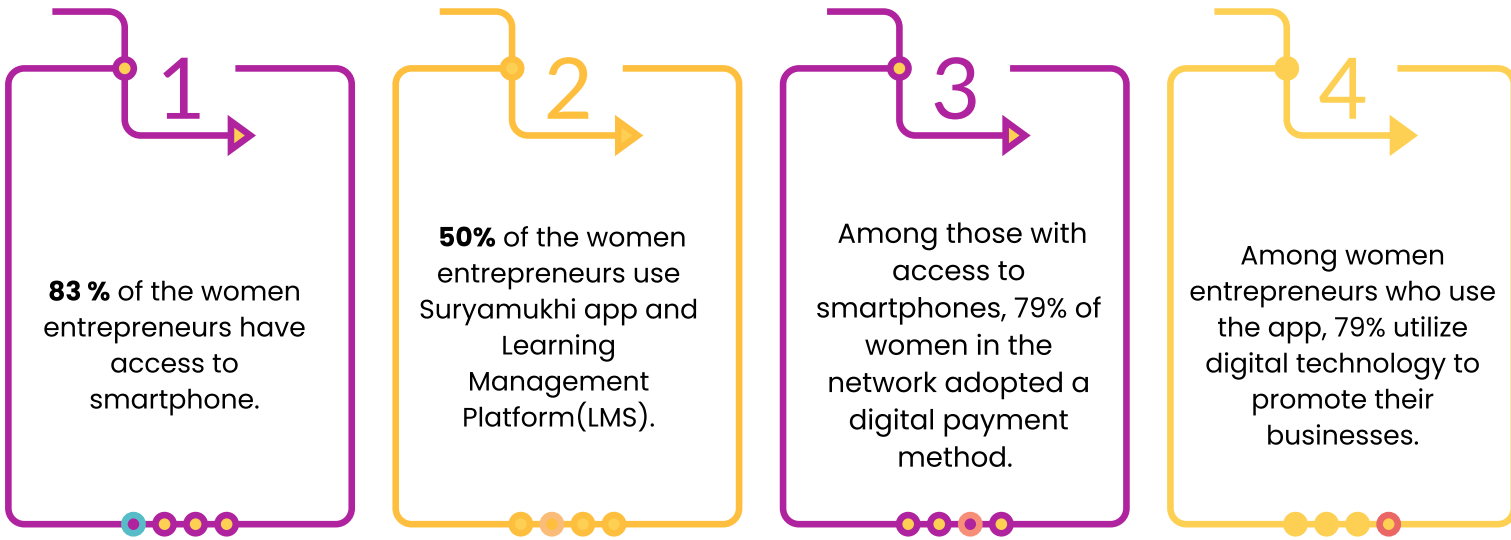 1
83 % of the women
entrepreneurs have
access to
smartphone.
2
50% of the women
entrepreneurs use
Suryamukhi app and
Learning
Management
Platform(LMS).
3
Among those with
access to
smartphones, 79% of
women in the
network adopted a
digital payment
method.
4
Among women
entrepreneurs who use
the app, 79% utilize
digital technology to
promote their
businesses.